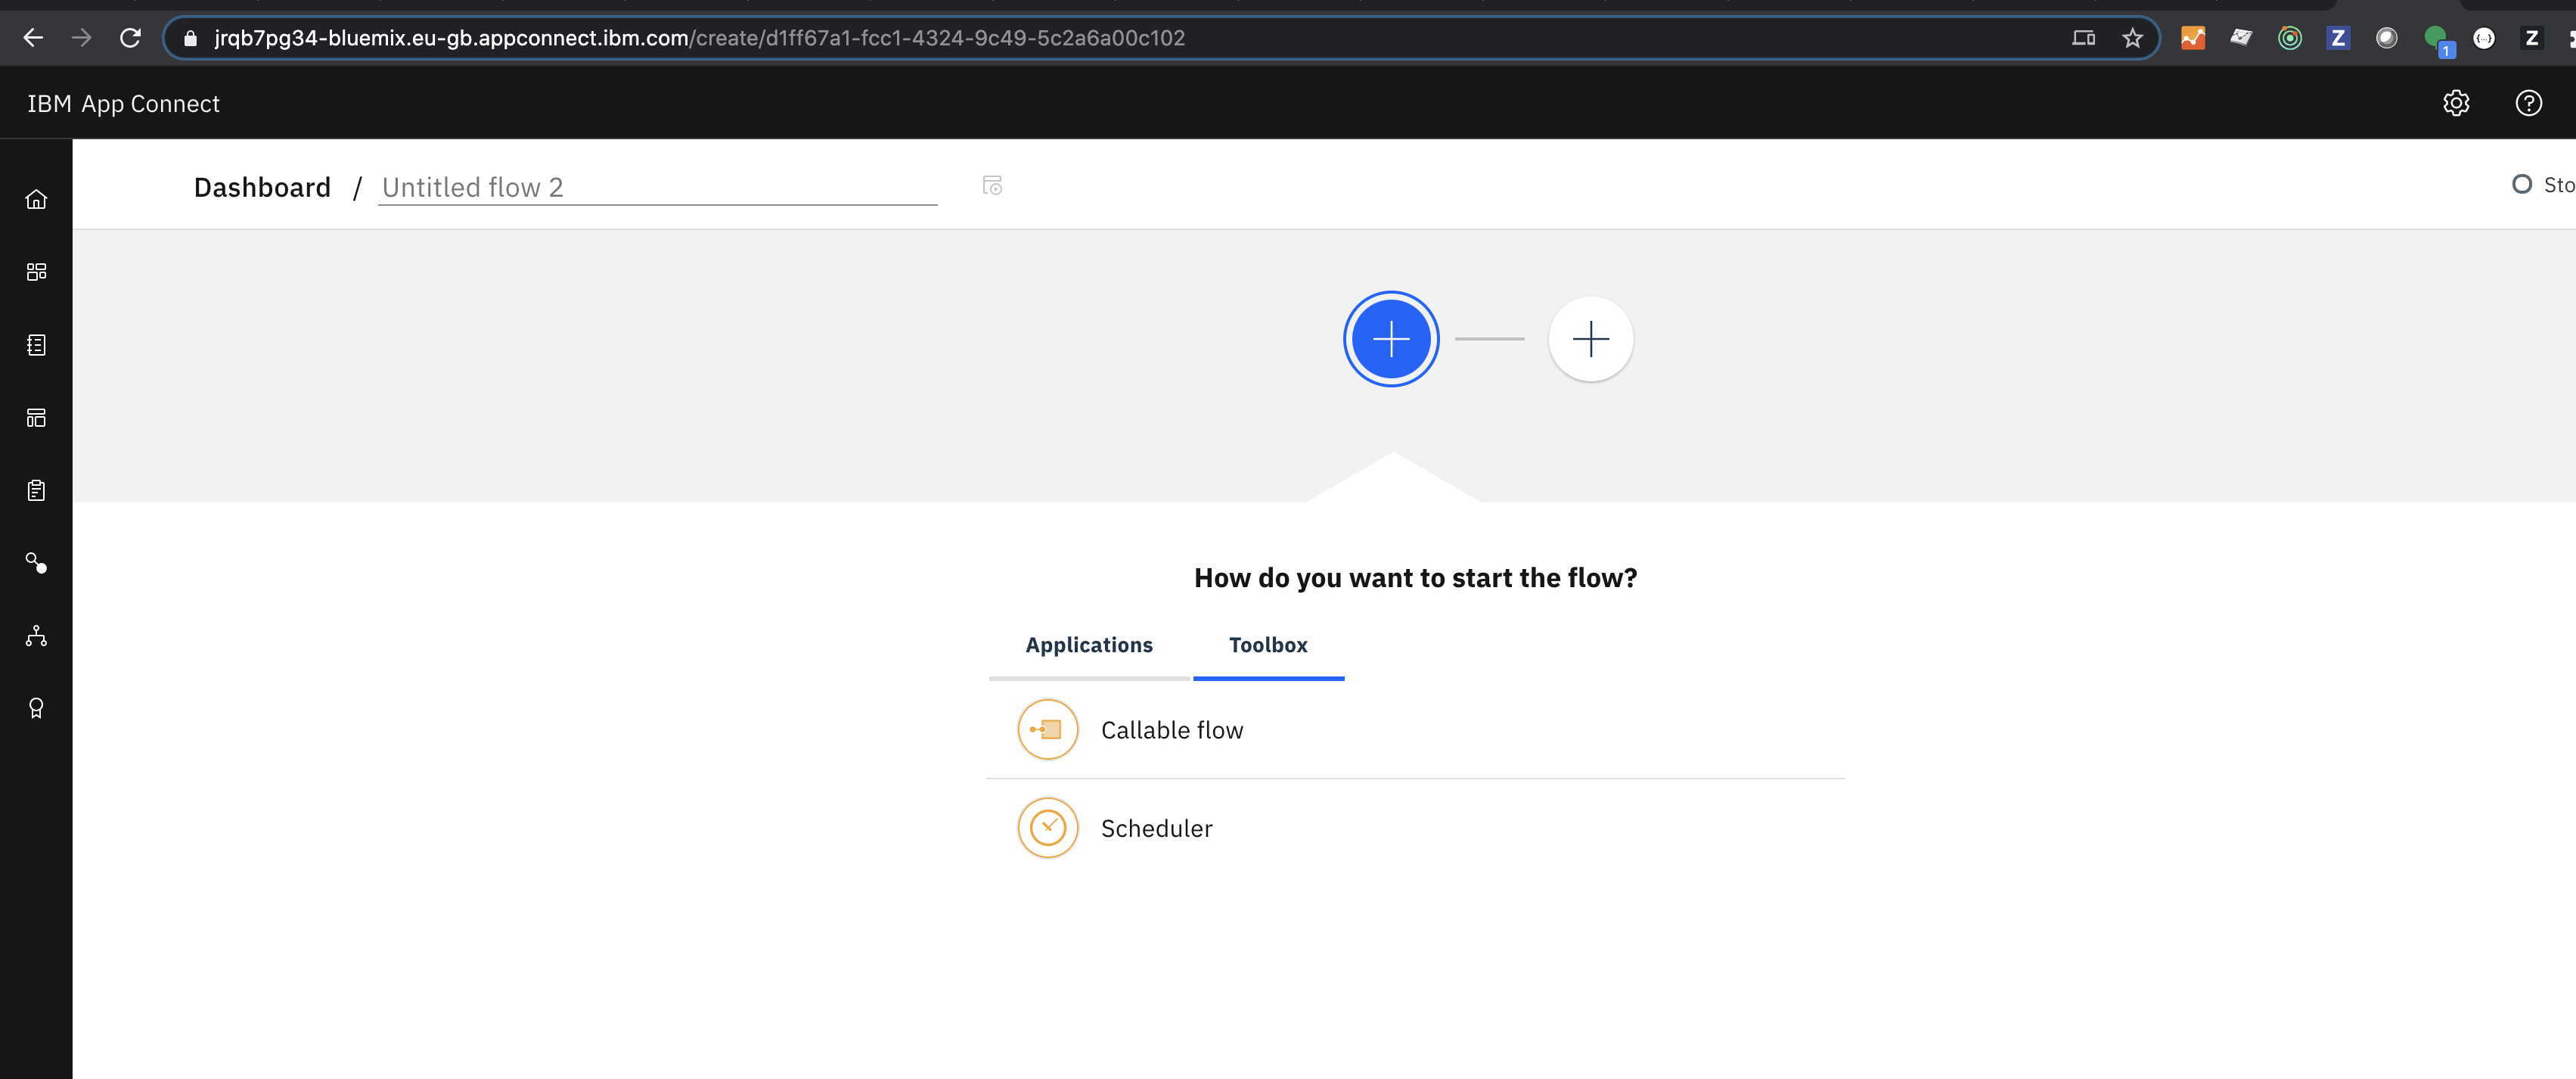 jrqb7pg34-bluemix.eu-gb.appconnect.ibm.com/create/d1ff67a1-fcc1-4324-9c49-5c2a6a00c102
Z
1
{...}
Z
IBM App Connect
?
Dashboard / Untitled flow 2
Sto
How do you want to start the flow?
Applications
Toolbox
Callable flow
Scheduler